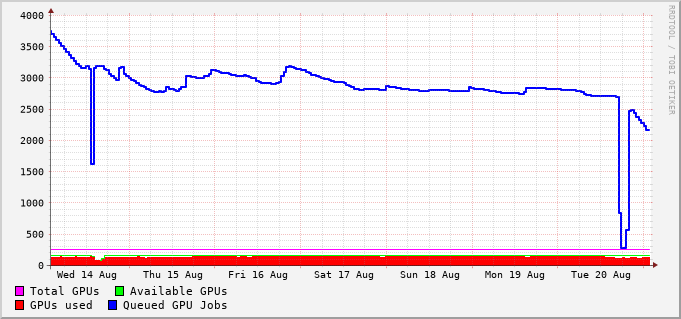 4000
3500
3000
2500
2000
1500
1000
500
0
Wed 14 Aug Thu 15 Aug Fri 16 Aug Sat 17 Aug Sun 18 Aug Mon 19 Aug Tue 20 Aug
Total GPUs Available GPUs
GPUs used Queued GPU Jobs
RRDTOOL / TOBI OETIKER